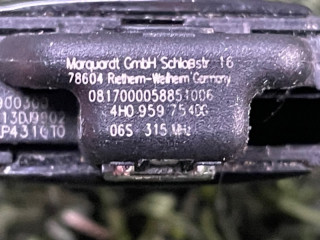 Marquardt GmbH Schloßstr 16
78604 Rietheim-Weilheim Germany
0817000058851006
4H0 959 754DG
06S 315 MHz